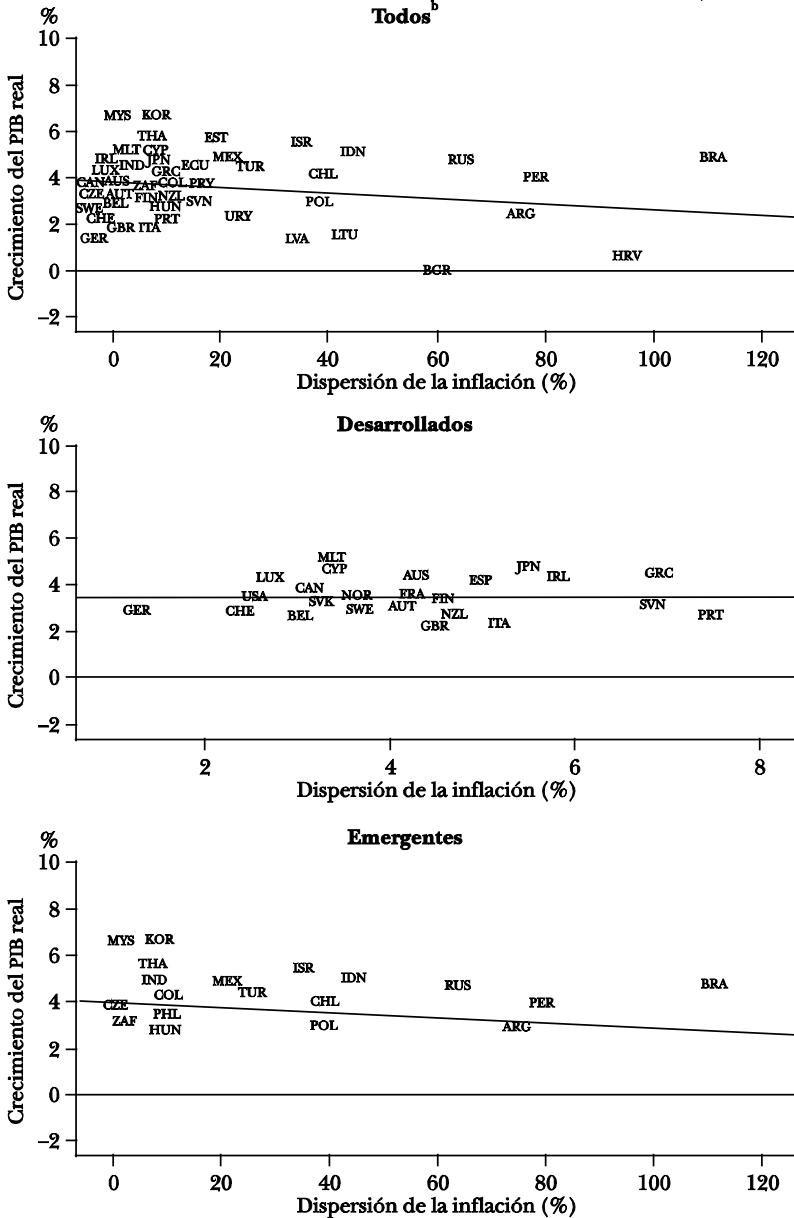 Todos b
%
Crecimiento del PIB real
10
8
MYS KOR
6
THA EST ISR
MLT CYP IDN
IRL JPN MEX RUS BRA
LUX IND GRC ECU TUR
4
CHL PER
CAN AUS ZAF COL PRY
CZE AUT FIN NZL
SWE BEL HUN SVN POL
CHE PRT URY ARG
2
GER GBR ITA LVA LTU
HRV
0
BGR
−2
0 20 40 60 80 100 120
Dispersión de la inflación (%)
Desarrollados
%
Crecimiento del PIB real
10
8
6
MLT
CYP JPN
LUX AUS ESP IRL GRC
4
CAN
USA SVK NOR FRA FIN
GER CHE BEL SWE AUT NZL SVN PRT
GBR ITA
2
0
−2
2 4 6 8
Dispersión de la inflación (%)
Emergentes
%
Crecimiento del PIB real
10
8
MYS KOR
6
THA ISR
IND MEX IDN RUS BRA
COL TUR
4
CZE CHL PER
ZAF PHL
HUN POL ARG
2
0
−2
0 20 40 60 80 100 120
Dispersión de la inflación (%)